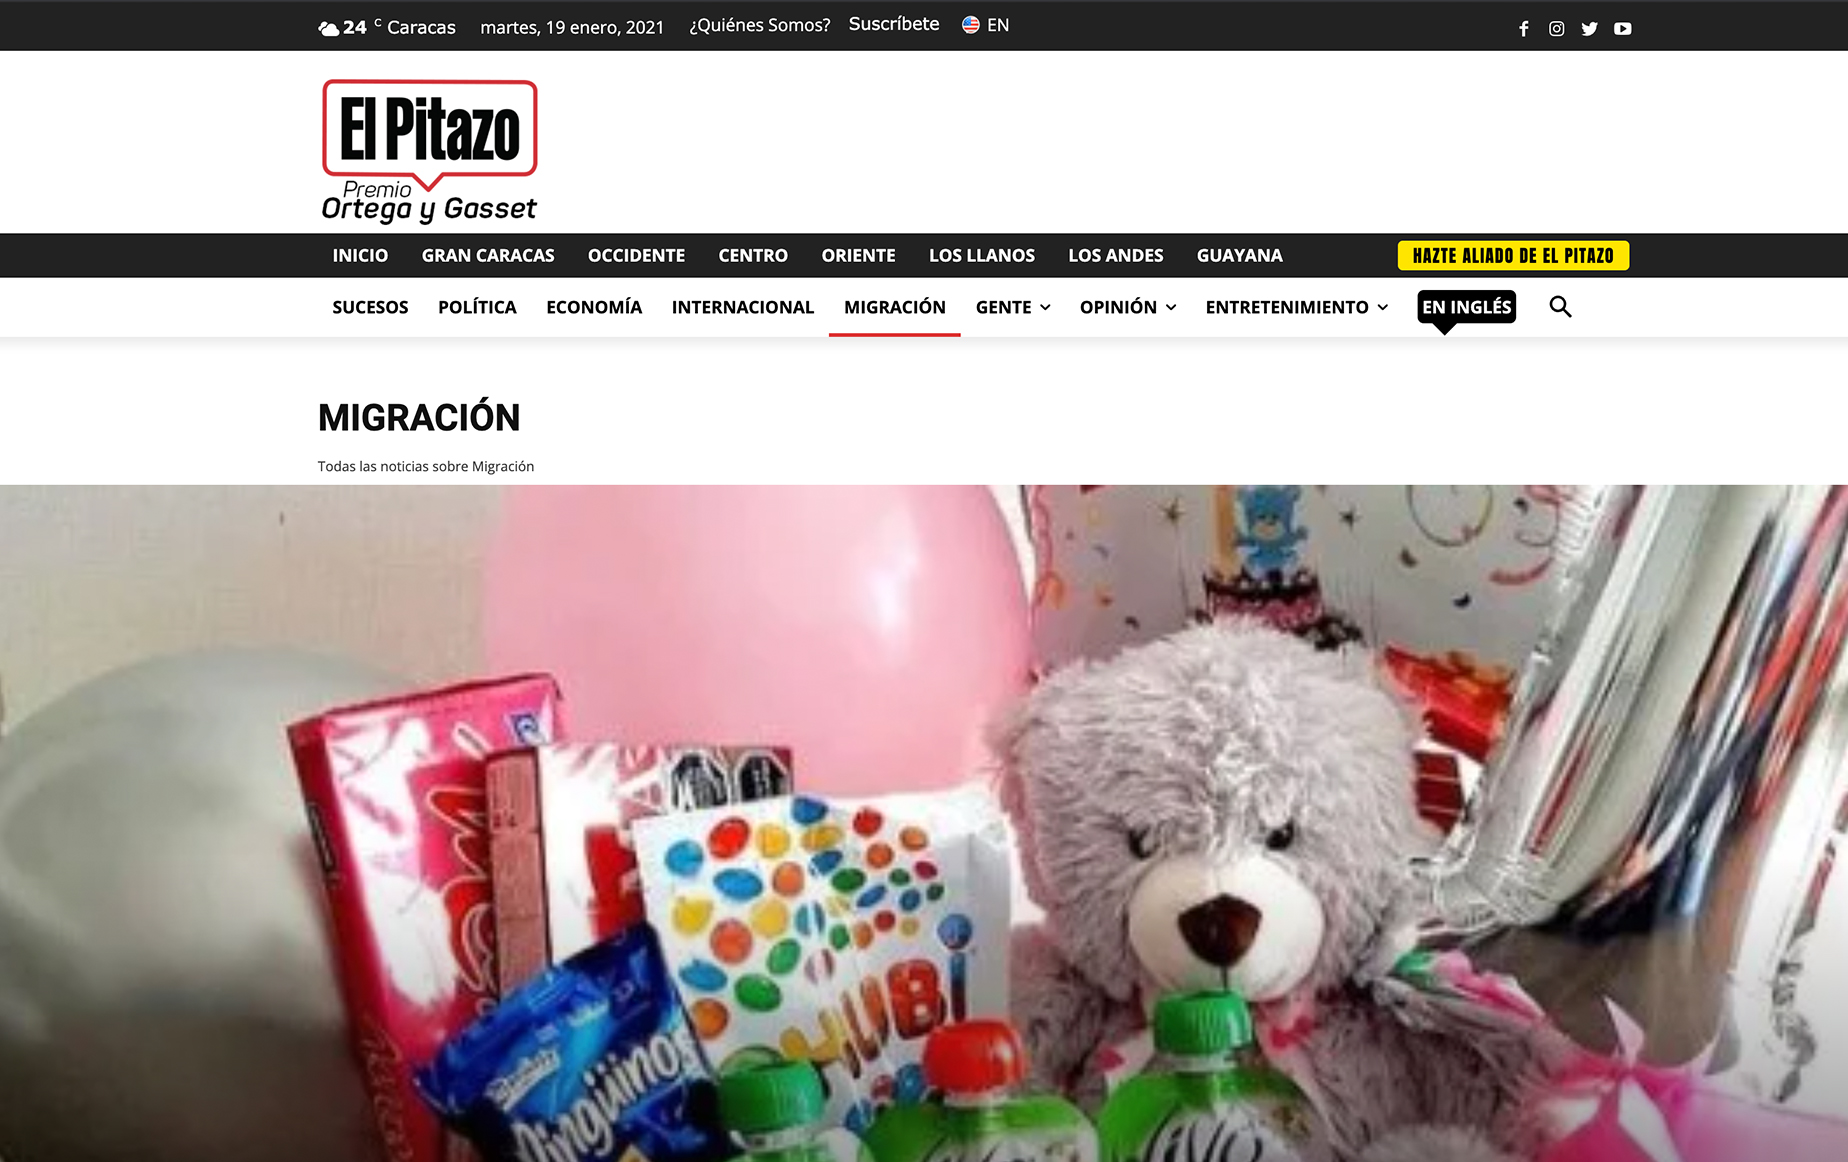 24 C Caracas martes, 19 enero, 2021 ¿Quiénes Somos? Suscríbete EN
El Pitazo
Premio
Ortega y Gasset
INICIO GRAN CARACAS OCCIDENTE CENTRO ORIENTE LOS LLANOS LOS ANDES GUAYANA HAZTE ALIADO DE EL PITAZO
SUCESOS POLÍTICA ECONOMÍA INTERNACIONAL MIGRACIÓN GENTE OPINIÓN ENTRETENIMIENTO EN INGLÉS
MIGRACIÓN
Todas las noticias sobre Migración